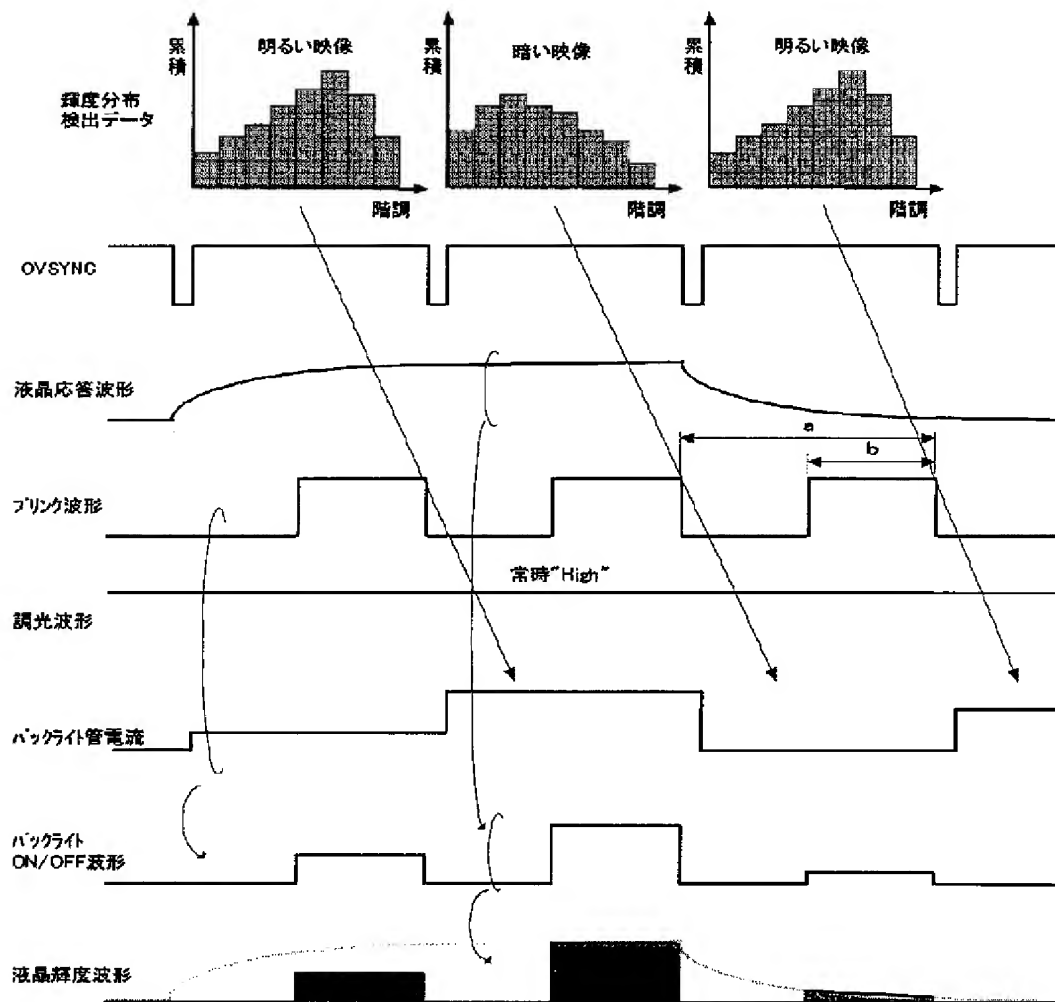 累積
明るい映像
階調
累積
暗い映像
階調
累積
明るい映像
階調
輝度分布
検出データ
OVSYNC
液晶応答波形
a
b
ブリンク波形
常時"High"
調光波形
バックライト管電流
バックライト
ON/OFF波形
液晶輝度波形